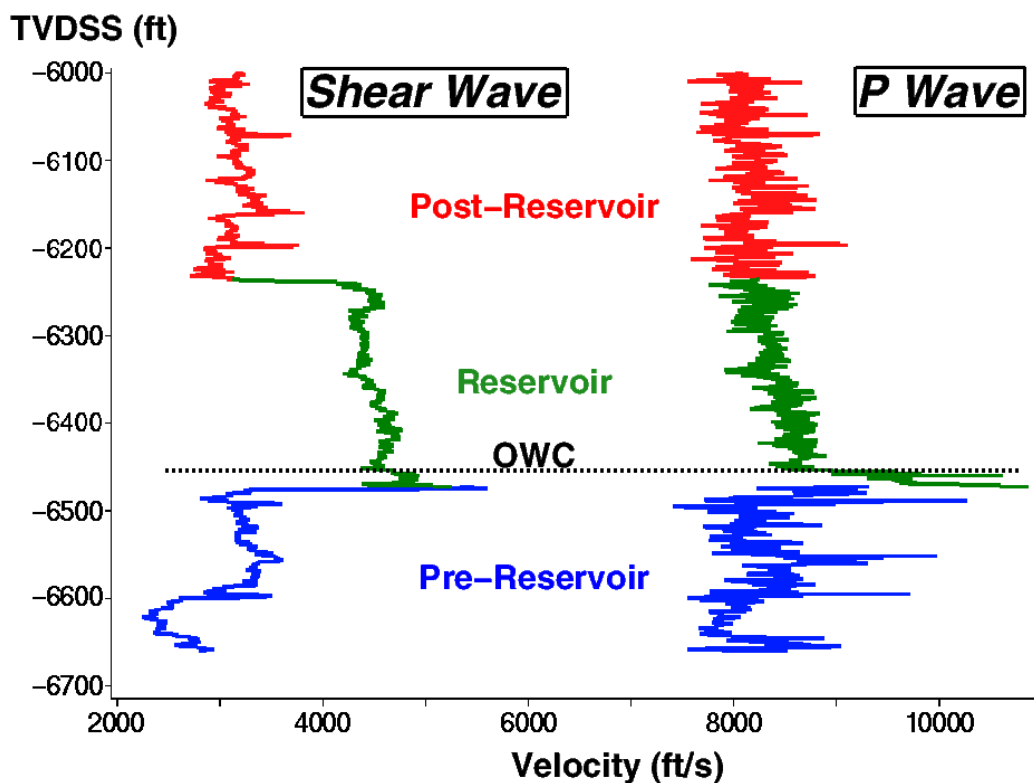 TVDSS (ft)
−6000
Shear Wave
P Wave
−6100
Post−Reservoir
−6200
−6300
Reservoir
−6400
OWC
−6500
Pre−Reservoir
−6600
−6700
2000 4000 6000 8000 10000
Velocity (ft/s)